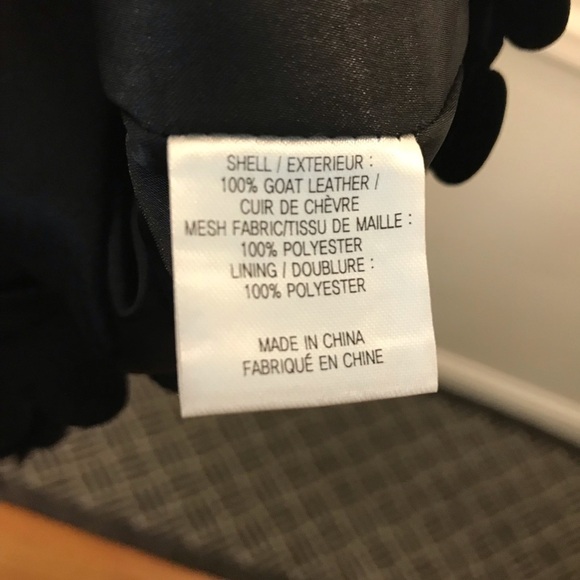 SHELL / EXTERIEUR :
100% GOAT LEATHER /
CUIR DE CHÈVRE
MESH FABRIC/TISSU DE MAILLE :
100% POLYESTER
LINING / DOUBLURE :
100% POLYESTER
MADE IN CHINA
FABRIQUÉ EN CHINE